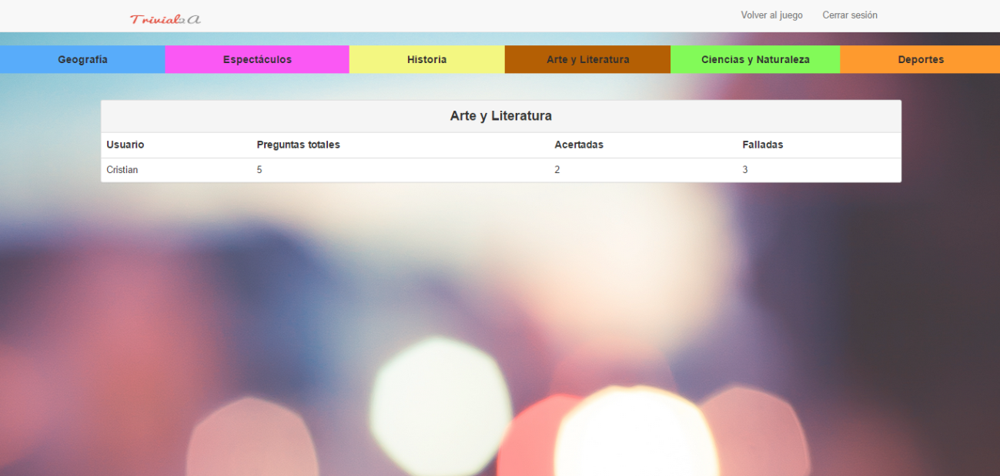 Trivial2A
Volver al juego Cerrar sesión
Geografía Espectáculos Historia Arte y Literatura Ciencias y Naturaleza Deportes
Arte y Literatura
Usuario Preguntas totales Acertadas Falladas
Cristian 5 2 3